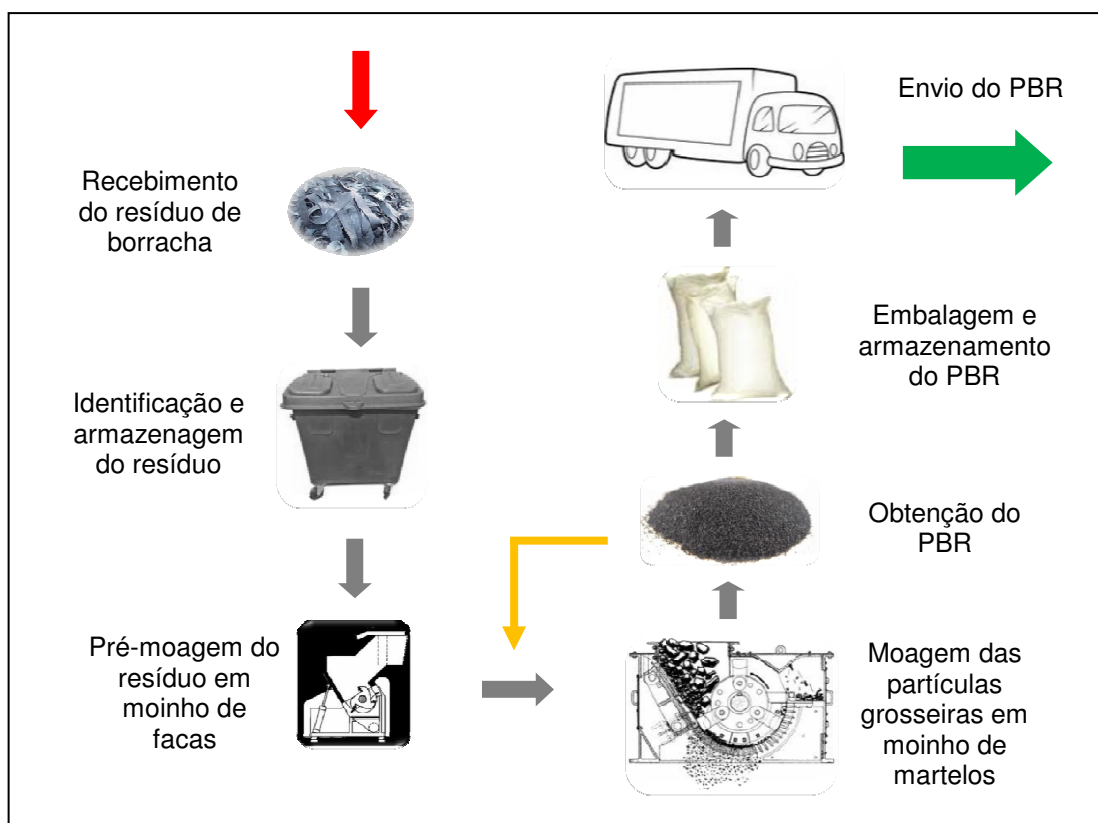 Recebimento
do resíduo de
borracha
Identificação e
armazenagem
do resíduo
Pré-moagem do
resíduo em
moinho de
facas
Moagem das
partículas
grosseiras em
moinho de
martelos
Obtenção do
PBR
Embalagem e
armazenamento
do PBR
Envio do PBR